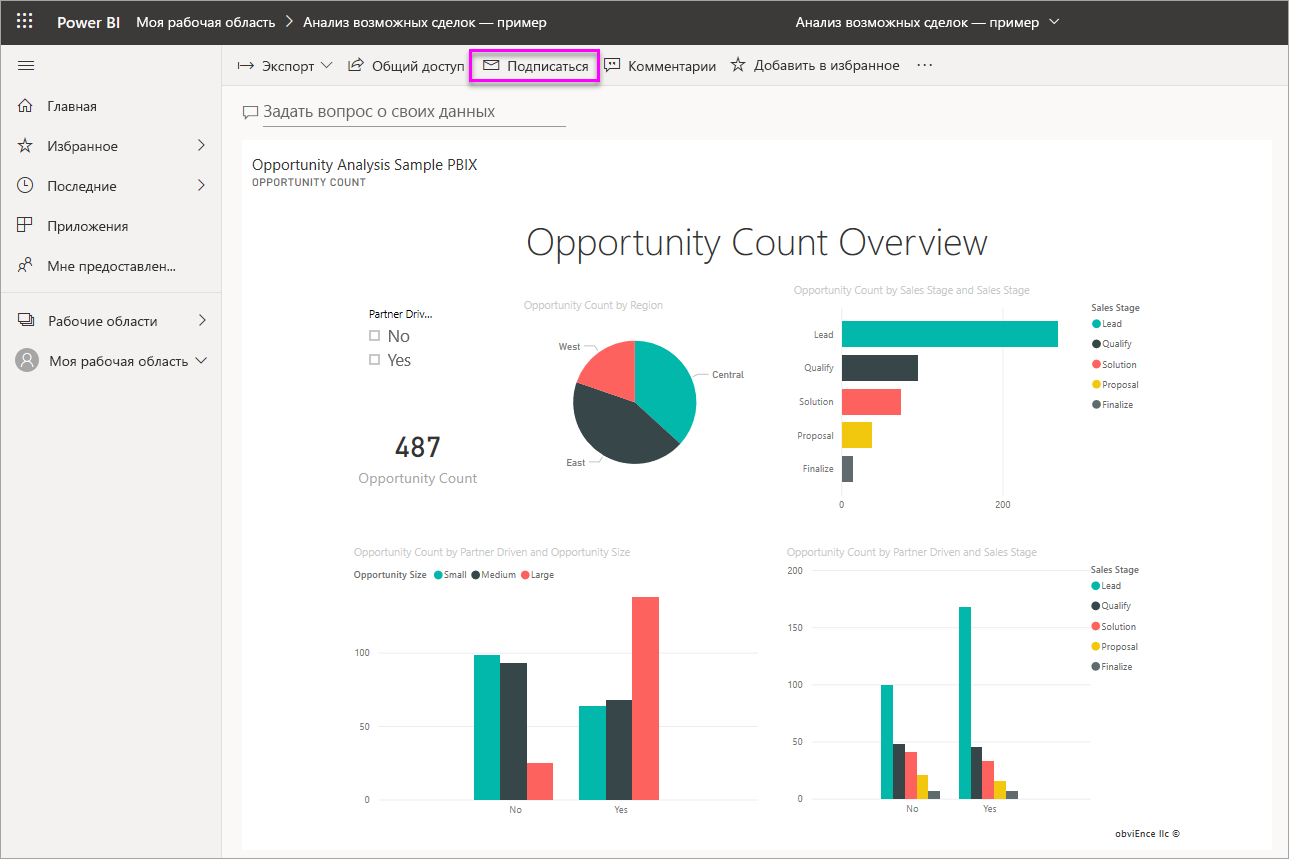 Power BI Моя рабочая область Анализ возможных сделок — пример Анализ возможных сделок — пример
Экспорт Общий доступ Подписаться Комментарии Добавить в избранное ...
Главная
Избранное
Последние
Приложения
Мне предоставлен...
Рабочие области
Моя рабочая область
Задать вопрос о своих данных
Opportunity Analysis Sample PBIX
OPPORTUNITY COUNT
Opportunity Count Overview
Partner Driv...
No
Yes
487
Opportunity Count
Opportunity Count by Region
West
Central
East
Opportunity Count by Sales Stage and Sales Stage
Lead
Qualify
Solution
Proposal
Finalize
0 200
Sales Stage
Lead
Qualify
Solution
Proposal
Finalize
Opportunity Count by Partner Driven and Opportunity Size
Opportunity Size Small Medium Large
100
50
0
No Yes
Opportunity Count by Partner Driven and Sales Stage
200
150
100
50
0
No Yes
Sales Stage
Lead
Qualify
Solution
Proposal
Finalize
obviEnce llc ©